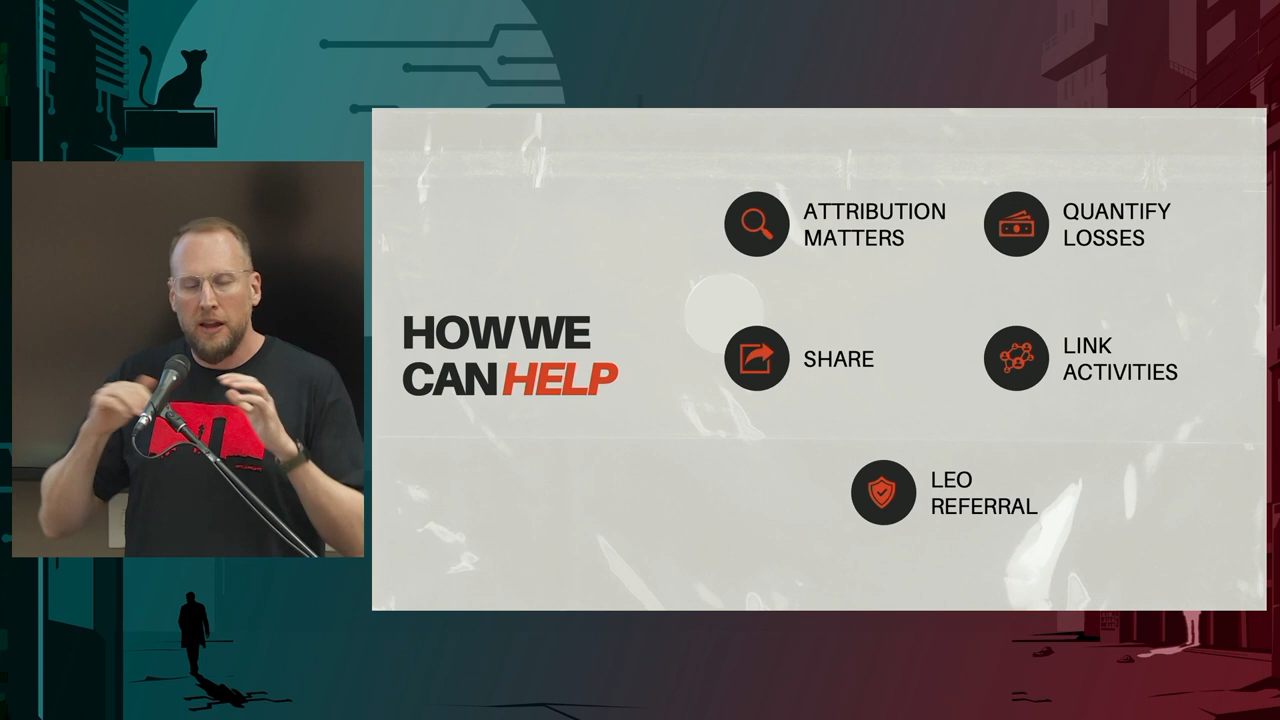 HOW WE
CAN HELP
ATTRIBUTION
MATTERS
QUANTIFY
LOSSES
SHARE
LINK
ACTIVITIES
LEO
REFERRAL